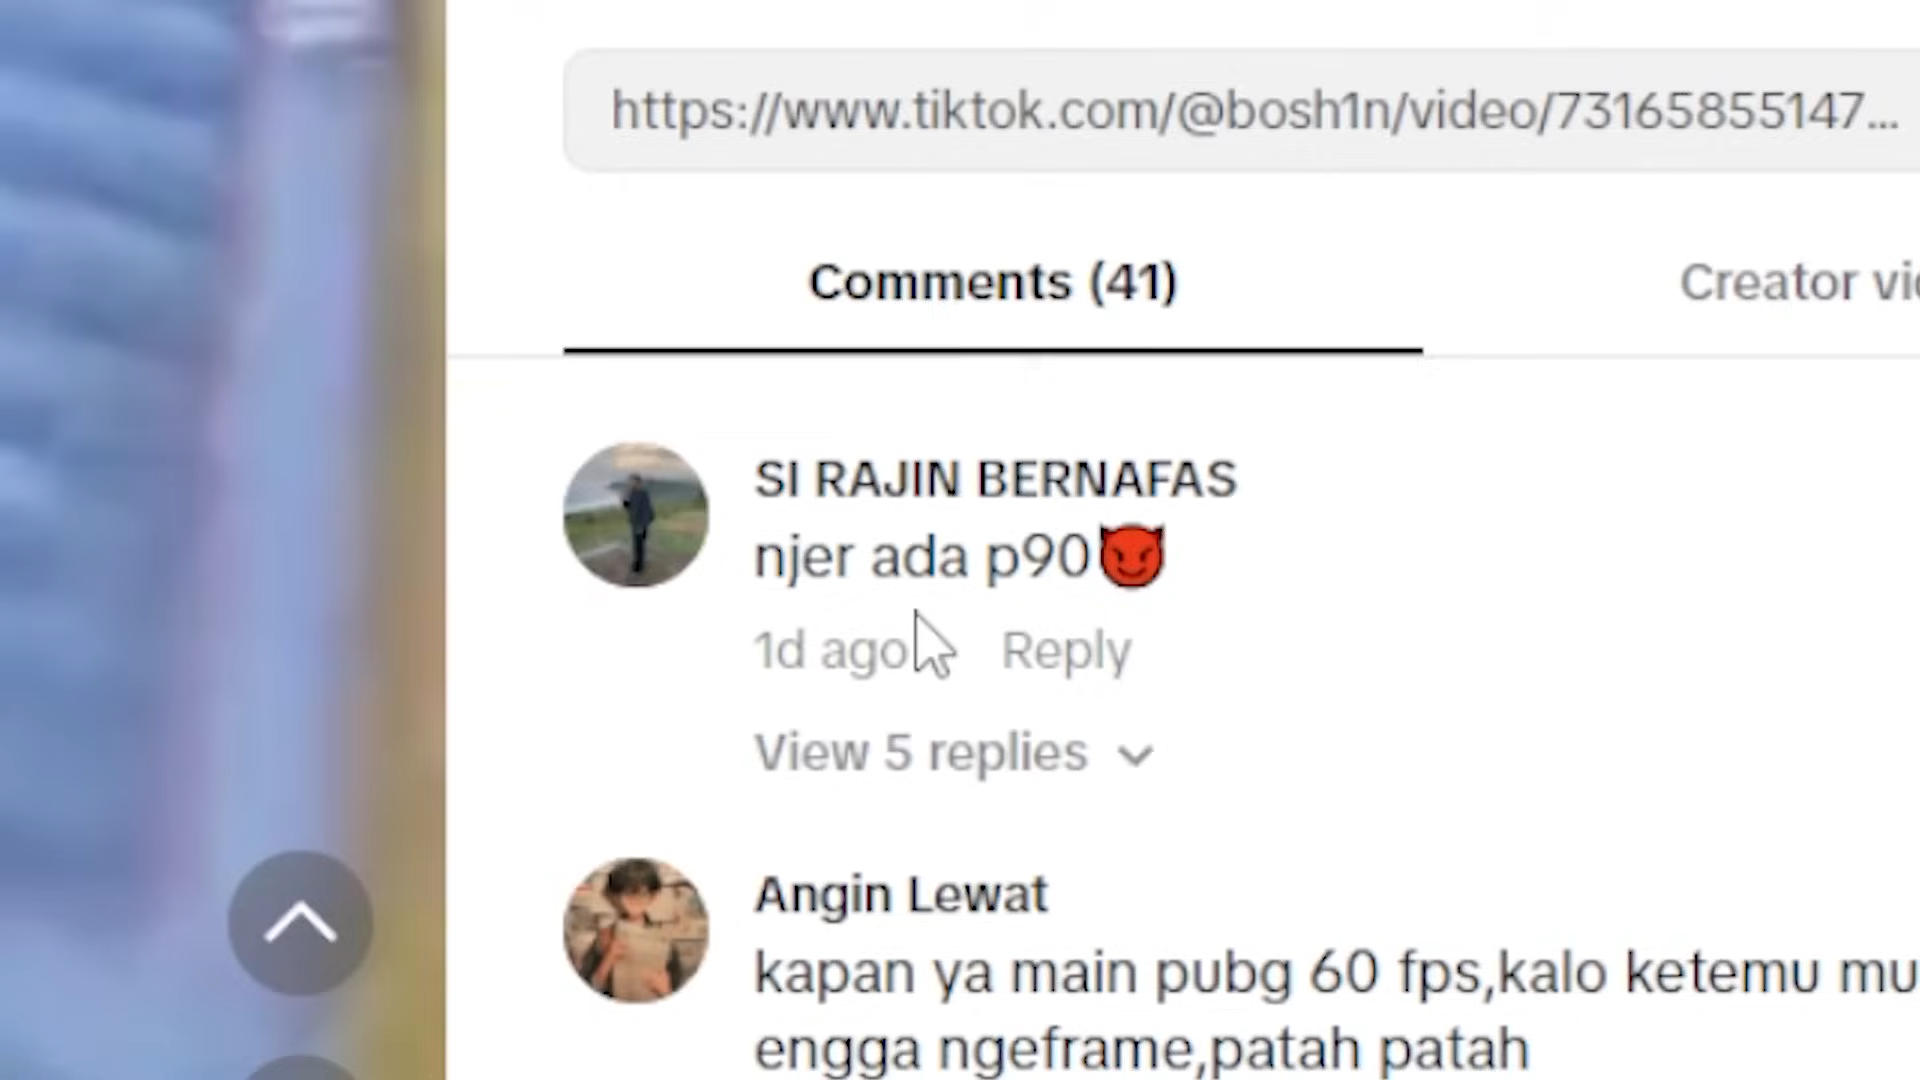 https://www.tiktok.com/@bosh1n/video/73165855147...
Comments (41)
Creator
SI RAJIN BERNAFAS
njer ada p90😈
1d ago Reply
View 5 replies
Angin Lewat
kapan ya main pubg 60 fps,kalo ketemu
engga ngeframe,patah patah